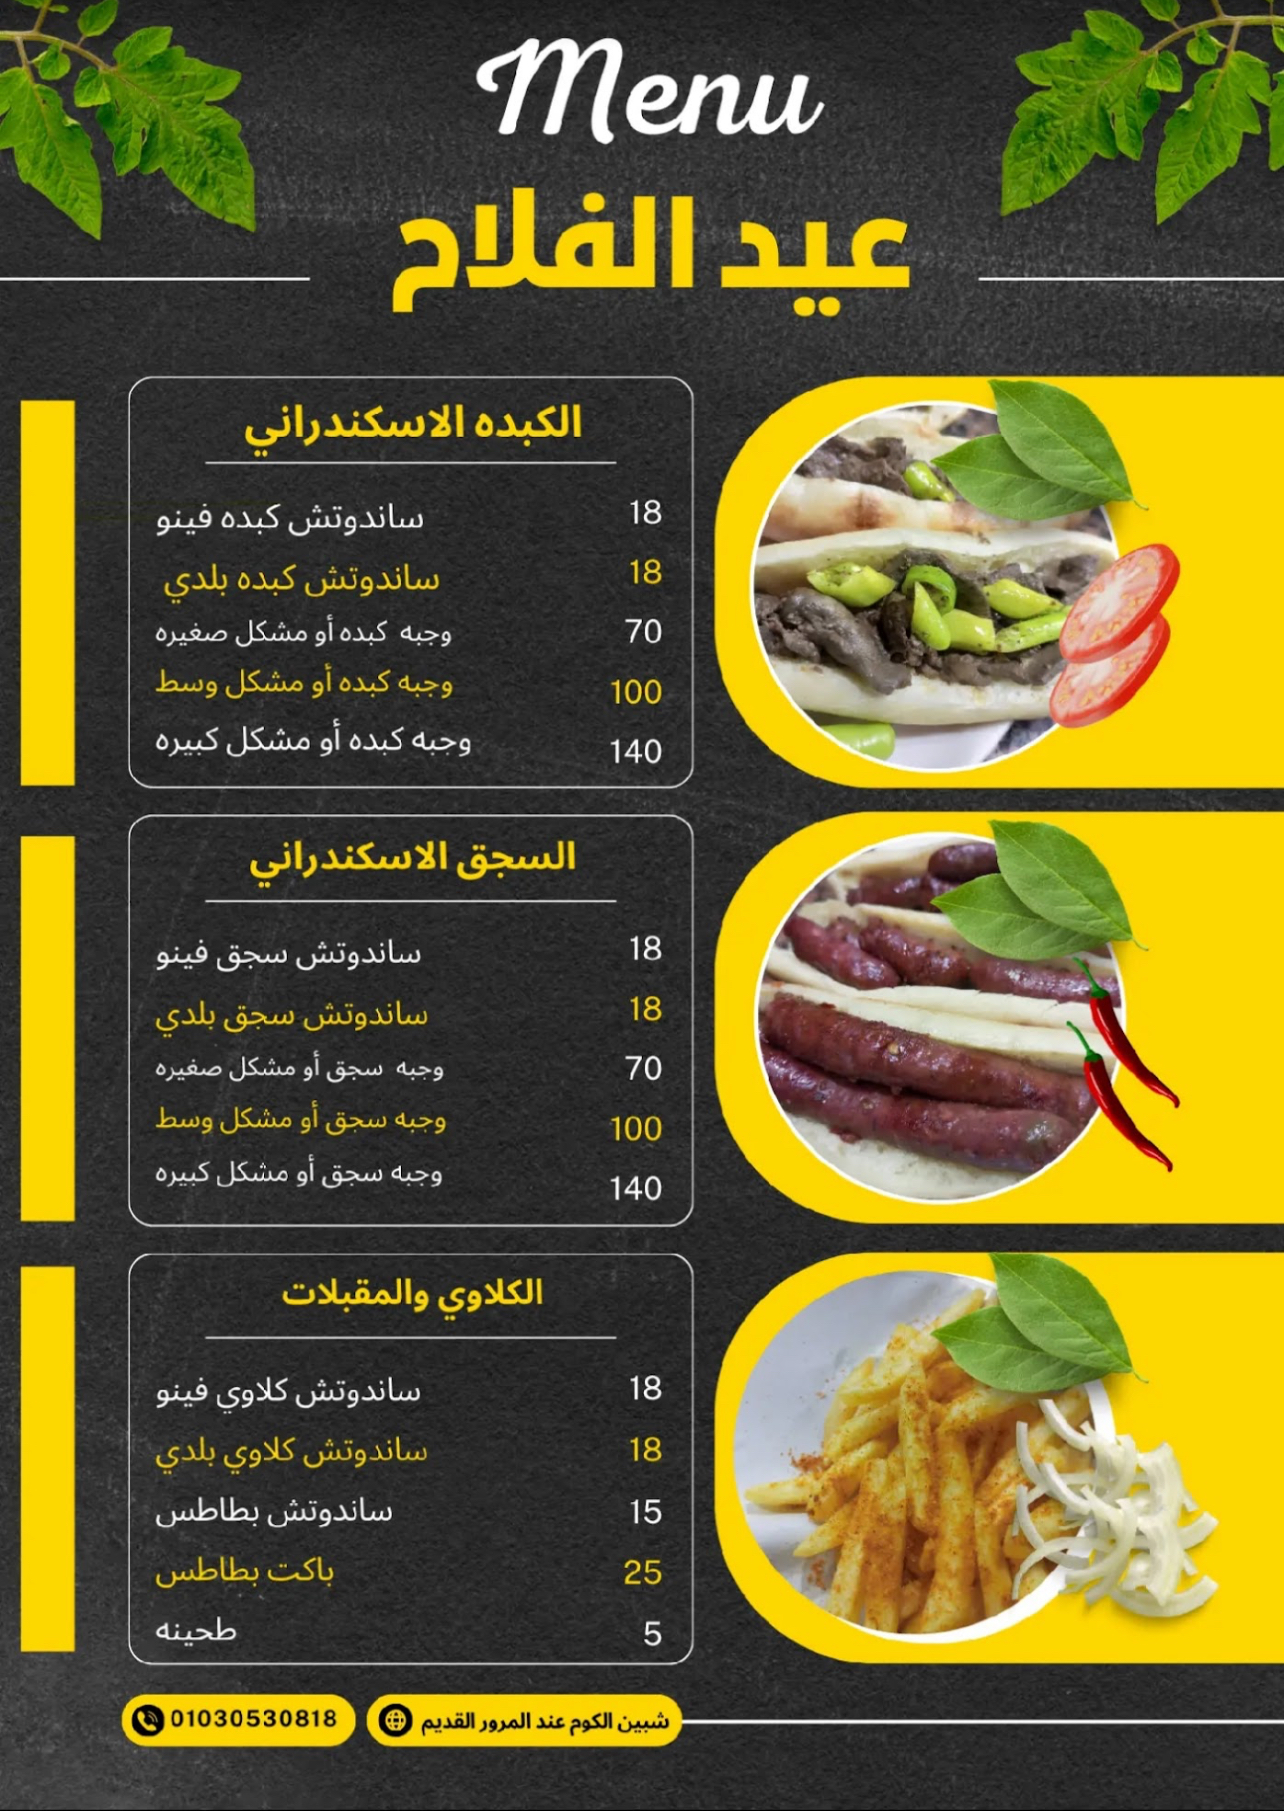 Menu
عيد الفلاح
الكبده الاسكندراني
ساندوتش كبده فينو 18
ساندوتش كبده بلدي 18
وجبه كبده أو مشكل صغيره 70
وجبه كبده أو مشكل وسط 100
وجبه كبده أو مشكل كبيره 140
السجق الاسكندراني
ساندوتش سجق فينو 18
ساندوتش سجق بلدي 18
وجبه سجق أو مشكل صغيره 70
وجبه سجق أو مشكل وسط 100
وجبه سجق أو مشكل كبيره 140
الكلاوي والمقبلات
ساندوتش كلاوي فينو 18
ساندوتش كلاوي بلدي 18
ساندوتش بطاطس 15
باكت بطاطس 25
طحينه 5
شبين الكوم عند المرور القديم
01030530818